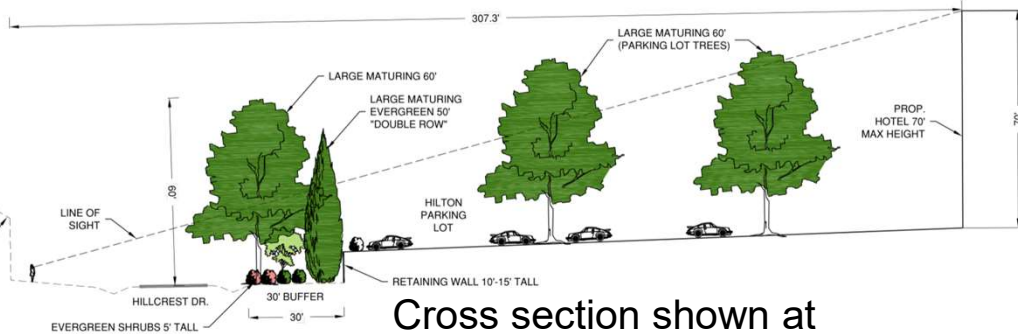 307.3'
LARGE MATURING 60'
(PARKING LOT TREES)
LARGE MATURING 60'
LARGE MATURING
EVERGREEN 50'
"DOUBLE ROW"
PROP.
HOTEL 70'
MAX HEIGHT
70'
60'
LINE OF
SIGHT
HILTON
PARKING
LOT
RETAINING WALL 10'-15' TALL
HILLCREST DR.
30' BUFFER
30'
EVERGREEN SHRUBS 5' TALL
Cross section shown at